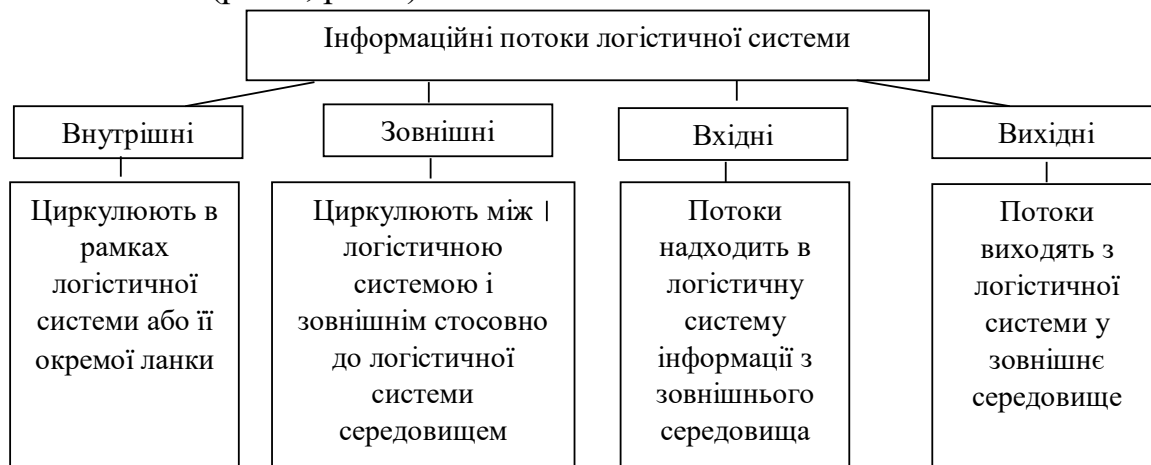 Інформаційні потоки логістичної системи
Внутрішні
Зовнішні
Вхідні
Вихідні
Циркулюють в
рамках
логістичної
системи або її
окремої ланки
Циркулюють між |
логістичною
системою і
зовнішнім стосовно
до логістичної
системи
середовищем
Потоки
надходить в
логістичну
систему
інформації з
зовнішнього
середовища
Потоки
виходять з
логістичної
системи у
зовнішнє
середовище